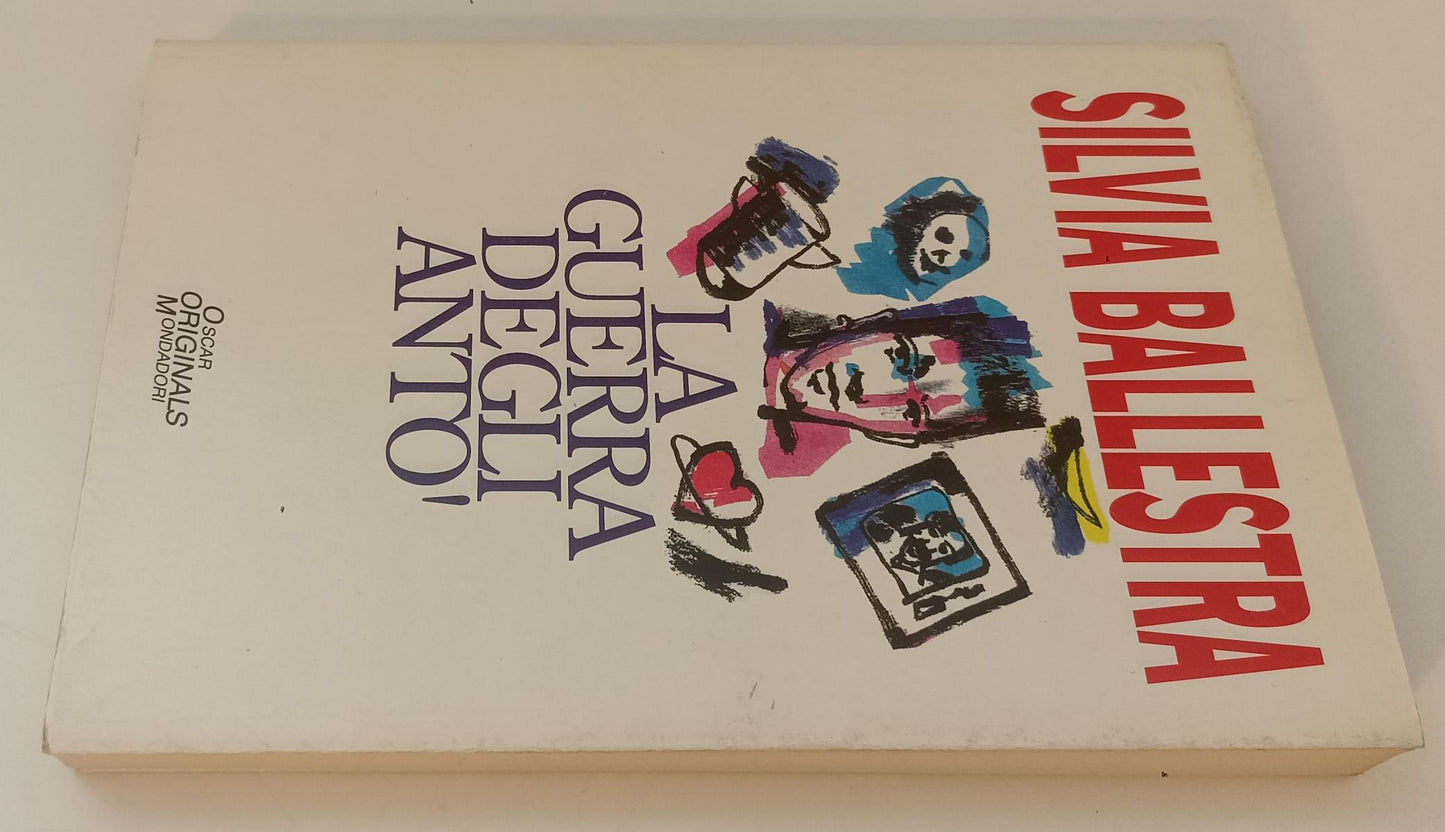 SILVIA BALLESTRA
LA
GUERRA
DEGLI
ANTO'
OSCAR
ORIGINALS
MONDADORI